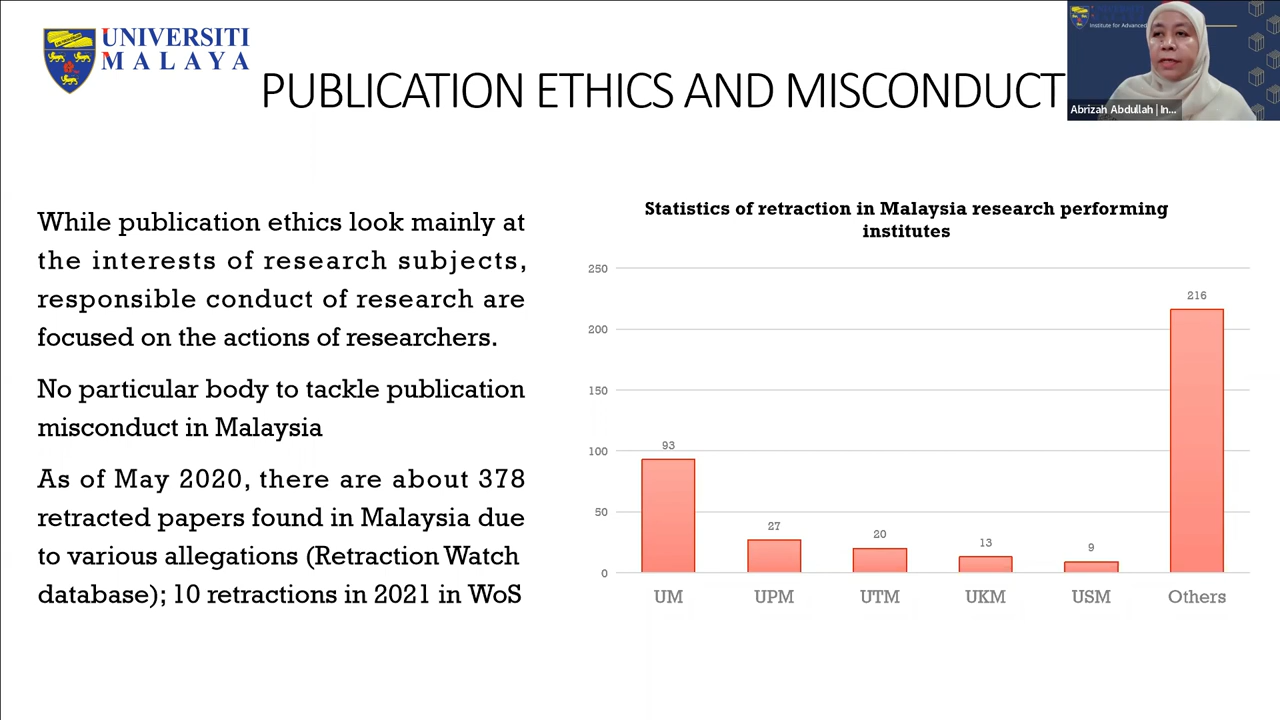 UNIVERSITI
MALAYA
PUBLICATION ETHICS AND MISCONDUCT
Institute for Advanced
Abrizah Abdullah | In...
While publication ethics look mainly at
the interests of research subjects,
responsible conduct of research are
focused on the actions of researchers.
No particular body to tackle publication
misconduct in Malaysia
As of May 2020, there are about 378
retracted papers found in Malaysia due
to various allegations (Retraction Watch
database); 10 retractions in 2021 in WoS
Statistics of retraction in Malaysia research performing
institutes
250
200
150
100
50
0
93
27
20
13
9
216
UM
UPM
UTM
UKM
USM
Others